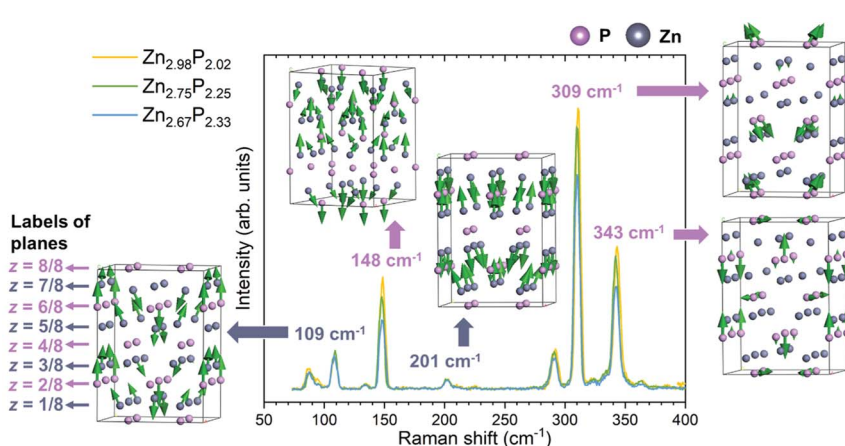 P Zn
Zn2.98P2.02
Zn2.75P2.25
Zn2.67P2.33
309 cm-1
343 cm-1
148 cm-1
109 cm-1
201 cm-1
Labels of
planes
z = 8/8
z = 7/8
z = 6/8
z = 5/8
z = 4/8
z = 3/8
z = 2/8
z = 1/8
Intensity (arb. units)
50 100 150 200 250 300 350 400
Raman shift (cm-1)